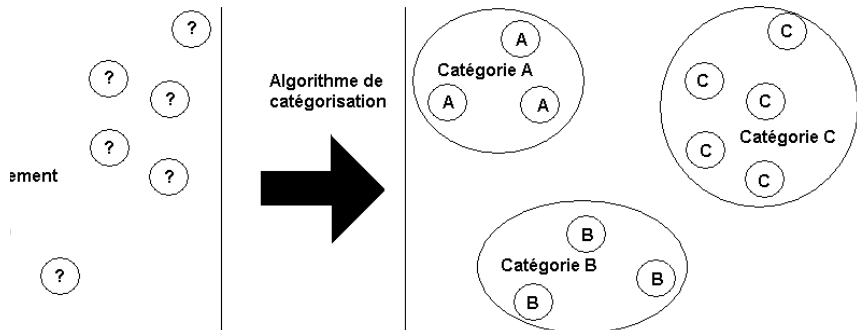 ?
?
?
?
?
ement
?
Algorithme de
catégorisation
A
Catégorie A
A
A
C
C
C
Catégorie C
C
C
B
Catégorie B
B
B